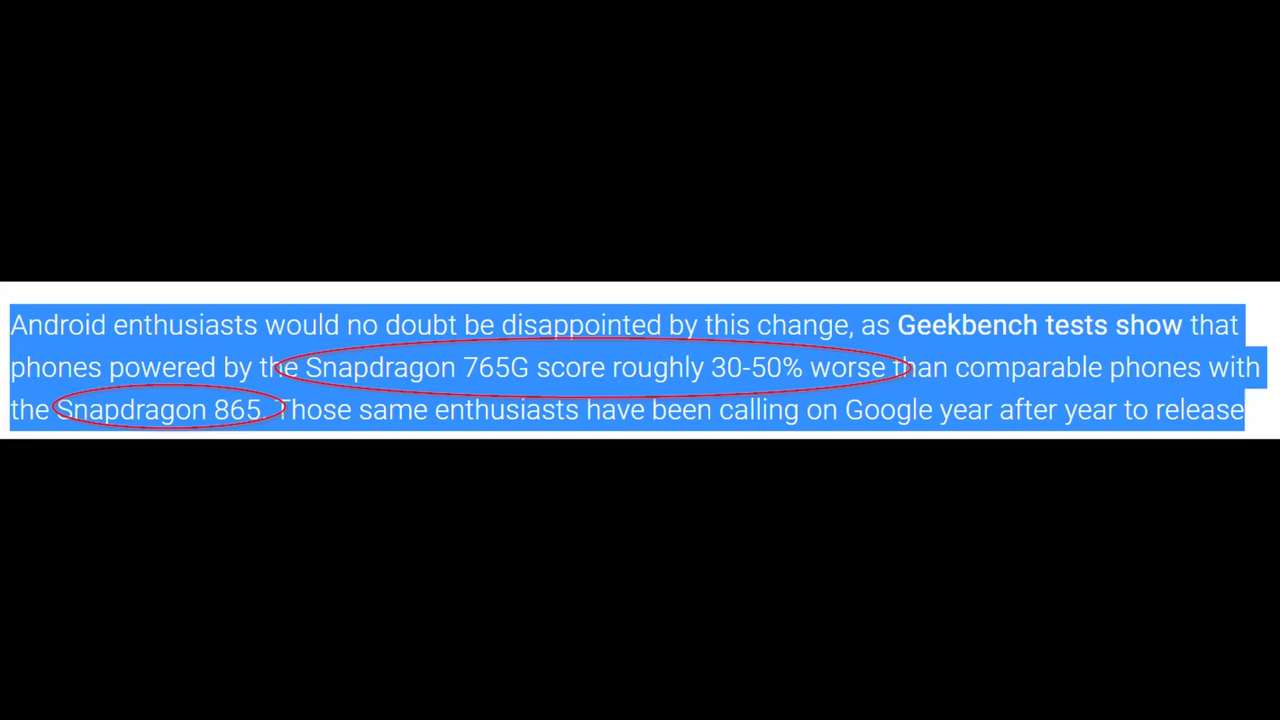 Android enthusiasts would no doubt be disappointed by this change, as Geekbench tests show that
phones powered by the Snapdragon 765G score roughly 30-50% worse than comparable phones with
the Snapdragon 865. Those same enthusiasts have been calling on Google year after year to release